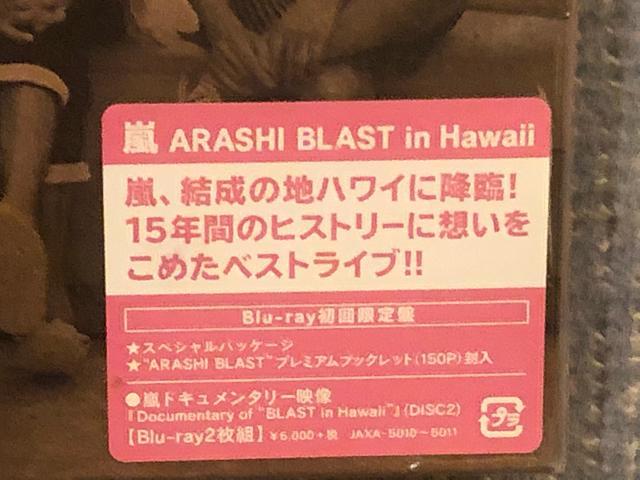 嵐 ARASHI BLAST in Hawaii
嵐、結成の地ハワイに降臨!
15年間のヒストリーに想いを
こめたベストライブ!!
Blu-ray初回限定盤
★スペシャルパッケージ
★“ARASHI BLAST”プレミアムブックレット(150P)封入
●嵐ドキュメンタリー映像
『Documentary of “BLAST in Hawaii”』(DISC2)
【Blu-ray2枚組】¥6,000+税 JAXA-5010~5011
プラ